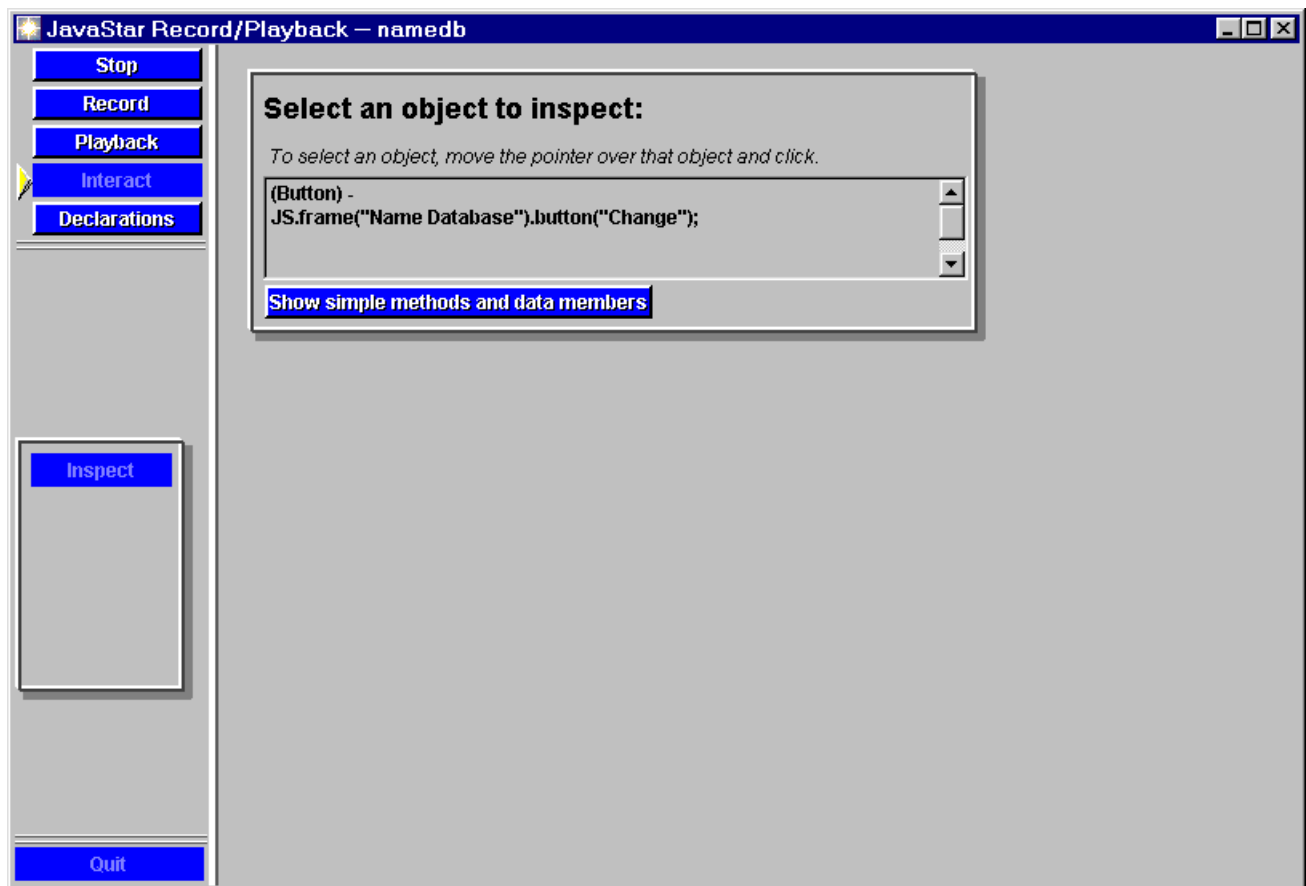 JavaStar Record/Playback — namedb
Stop
Record
Playback
Interact
Declarations
Select an object to inspect:
To select an object, move the pointer over that object and click.
(Button) -
JS.frame("Name Database").button("Change");
Show simple methods and data members
Inspect
Quit